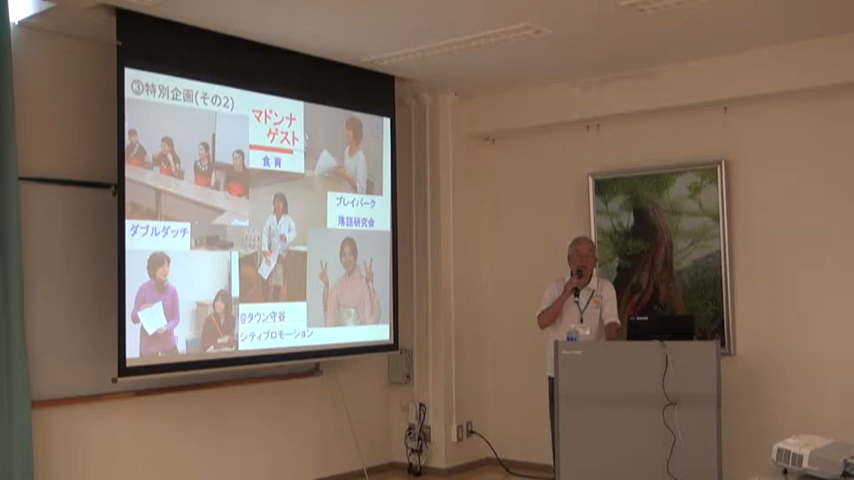 ③特別企画(その2)
マドンナ
ゲスト
食育
プレイパーク
落語研究会
ダブルダッチ
@タウン守谷
シティプロモーション